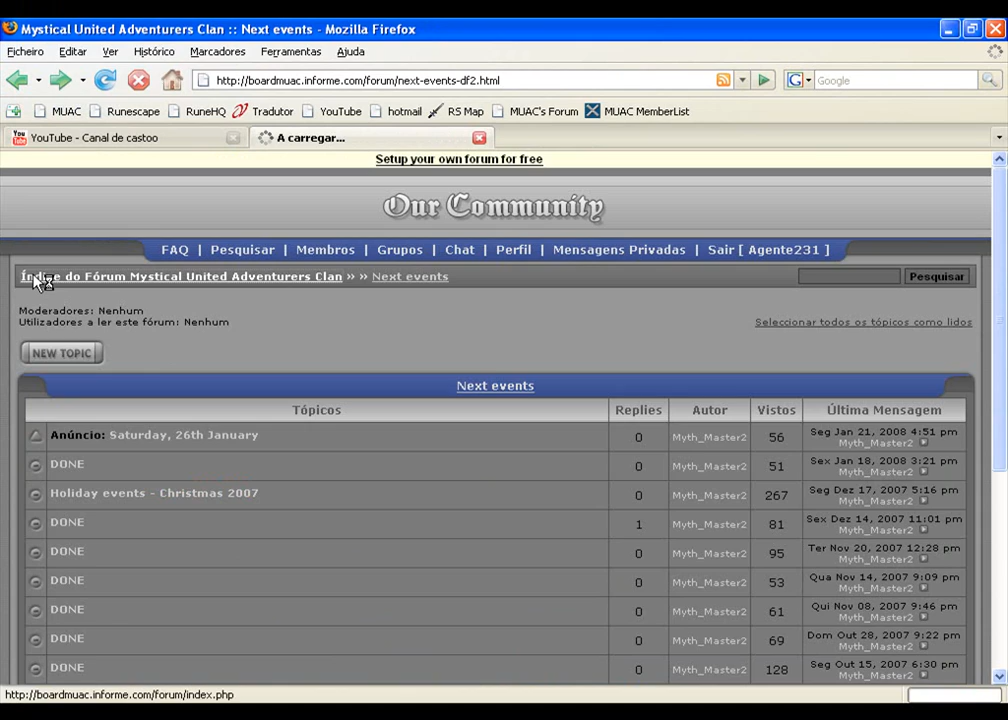 Mystical United Adventurers Clan :: Next events - Mozilla Firefox
Ficheiro Editar Ver Histórico Marcadores Ferramentas Ajuda
http://boardmuac.informe.com/forum/next-events-df2.html Google
MUAC Runescape RuneHQ Tradutor YouTube hotmail RS Map MUAC's Forum MUAC MemberList
YouTube - Canal de castoo A carregar...
Setup your own forum for free
Our Community
FAQ | Pesquisar | Membros | Grupos | Chat | Perfil | Mensagens Privadas | Sair [ Agente231 ]
Índice do Fórum Mystical United Adventurers Clan » » Next events Pesquisar
Moderadores: Nenhum
Utilizadores a ler este fórum: Nenhum
Seleccionar todos os tópicos como lidos
NEW TOPIC
Next events
Tópicos Replies Autor Vistos Última Mensagem
Anúncio: Saturday, 26th January 0 Myth_Master2 56 Seg Jan 21, 2008 4:51 pm
Myth_Master2
DONE 0 Myth_Master2 51 Sex Jan 18, 2008 3:21 pm
Myth_Master2
Holiday events - Christmas 2007 0 Myth_Master2 267 Seg Dez 17, 2007 5:16 pm
Myth_Master2
DONE 1 Myth_Master2 81 Sex Dez 14, 2007 11:01 pm
Myth_Master2
DONE 0 Myth_Master2 95 Ter Nov 20, 2007 12:28 pm
Myth_Master2
DONE 0 Myth_Master2 53 Qua Nov 14, 2007 9:09 pm
Myth_Master2
DONE 0 Myth_Master2 61 Qui Nov 08, 2007 9:46 pm
Myth_Master2
DONE 0 Myth_Master2 69 Dom Out 28, 2007 9:22 pm
Myth_Master2
DONE 0 Myth_Master2 128 Seg Out 15, 2007 6:30 pm
Myth_Master2
http://boardmuac.informe.com/forum/index.php